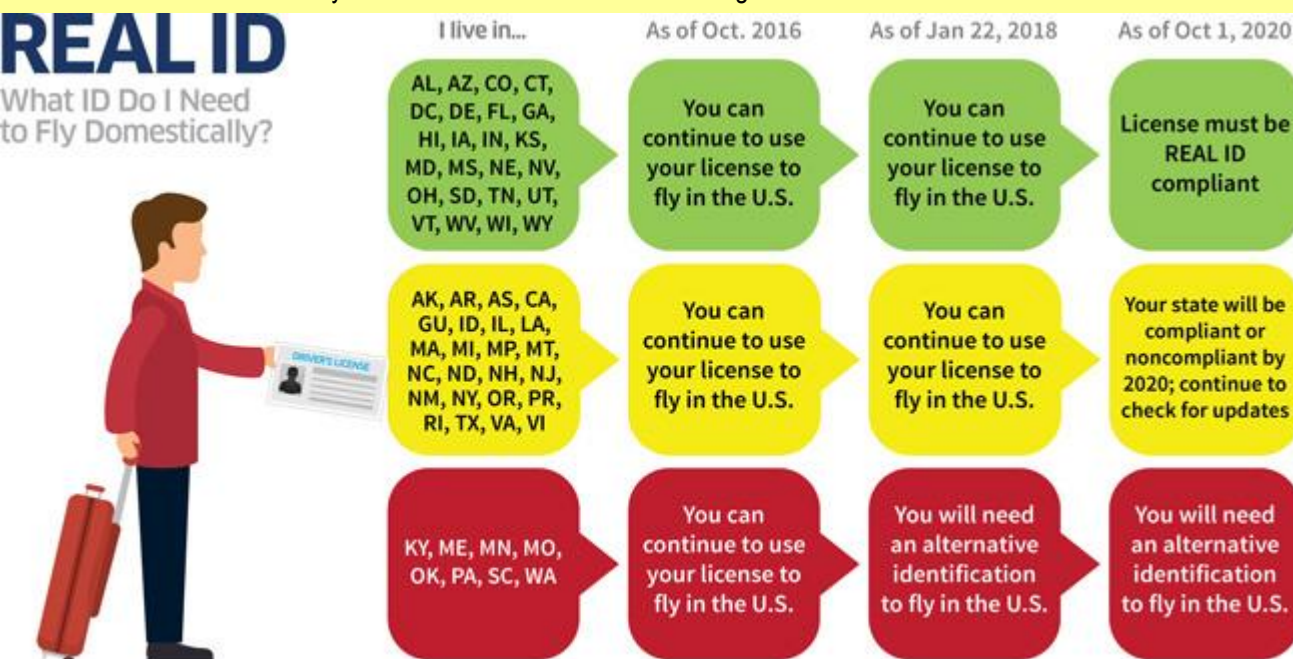 REAL ID
What ID Do I Need
to Fly Domestically?
I live in...
As of Oct. 2016
As of Jan 22, 2018
As of Oct 1, 2020
AL, AZ, CO, CT,
DC, DE, FL, GA,
HI, IA, IN, KS,
MD, MS, NE, NV,
OH, SD, TN, UT,
VT, WV, WI, WY
You can
continue to use
your license to
fly in the U.S.
You can
continue to use
your license to
fly in the U.S.
License must be
REAL ID
compliant
AK, AR, AS, CA,
GU, ID, IL, LA,
MA, MI, MP, MT,
NC, ND, NH, NJ,
NM, NY, OR, PR,
RI, TX, VA, VI
You can
continue to use
your license to
fly in the U.S.
You can
continue to use
your license to
fly in the U.S.
Your state will be
compliant or
noncompliant by
2020; continue to
check for updates
DRIVER'S LICENSE
KY, ME, MN, MO,
OK, PA, SC, WA
You can
continue to use
your license to
fly in the U.S.
You will need
an alternative
identification
to fly in the U.S.
You will need
an alternative
identification
to fly in the U.S.